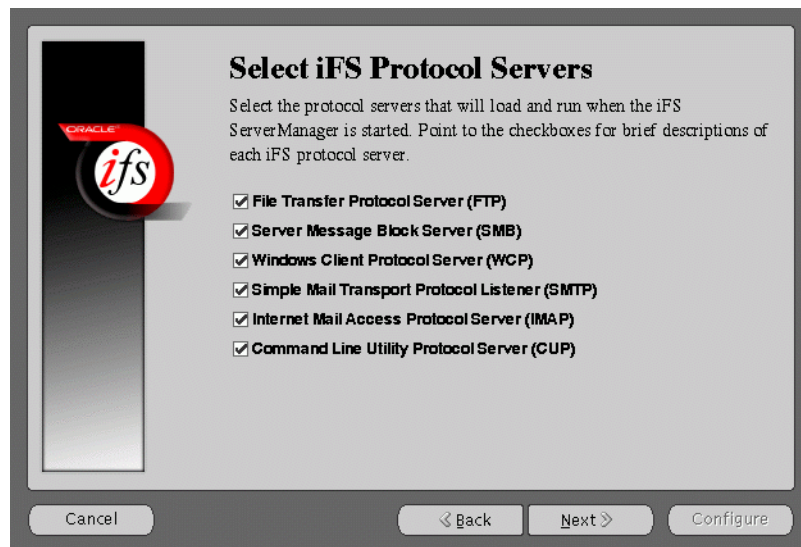 Select iFS Protocol Servers
Select the protocol servers that will load and run when the iFS
ServerManager is started. Point to the checkboxes for brief descriptions of
each iFS protocol server.
ORACLE
ifs
File Transfer Protocol Server (FTP)
Server Message Block Server (SMB)
Windows Client Protocol Server (WCP)
Simple Mail Transport Protocol Listener (SMTP)
Internet Mail Access Protocol Server (IMAP)
Command Line Utility Protocol Server (CUP)
Cancel
Back
Next
Configure